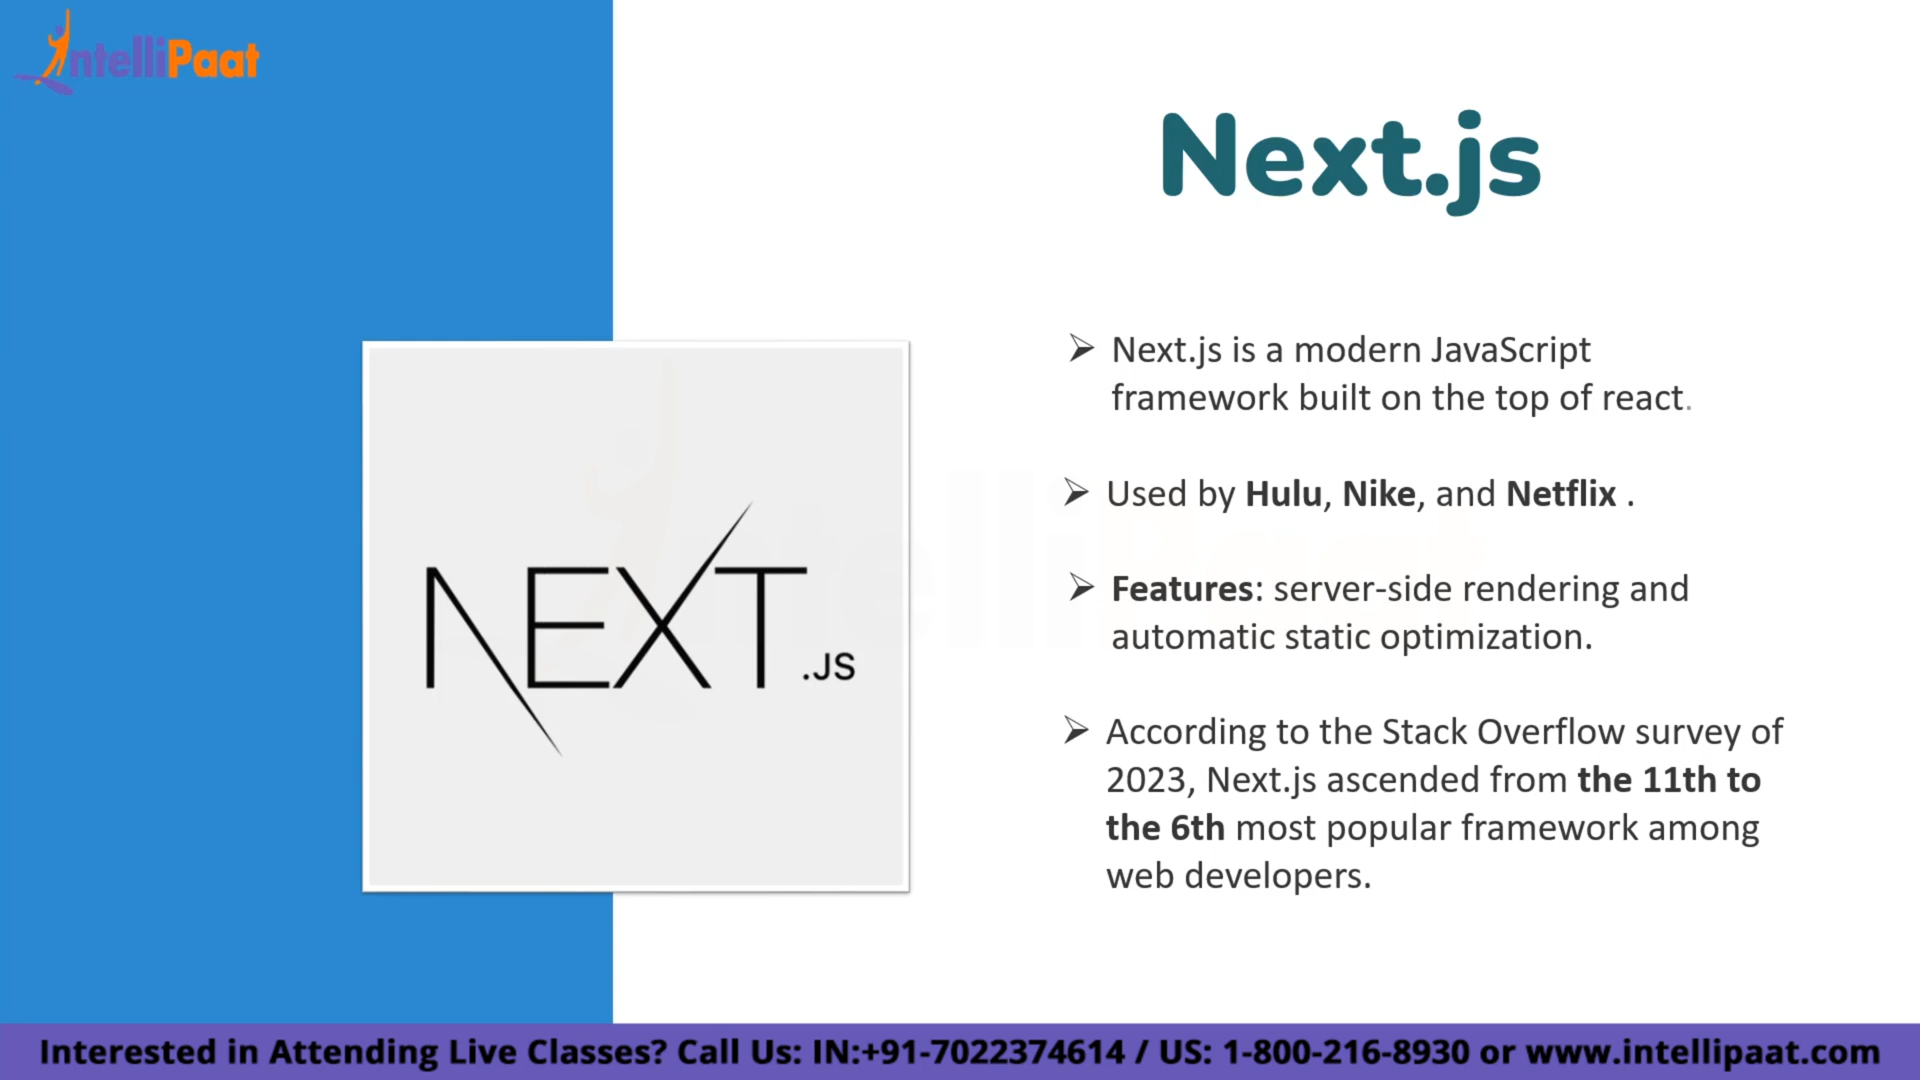 IntelliPaat
Next.js
➢ Next.js is a modern JavaScript
framework built on the top of react.
➢ Used by Hulu, Nike, and Netflix .
➢ Features: server-side rendering and
automatic static optimization.
➢ According to the Stack Overflow survey of
2023, Next.js ascended from the 11th to
the 6th most popular framework among
web developers.
NEXT.JS
Interested in Attending Live Classes? Call Us: IN:+91-7022374614 / US: 1-800-216-8930 or www.intellipaat.com